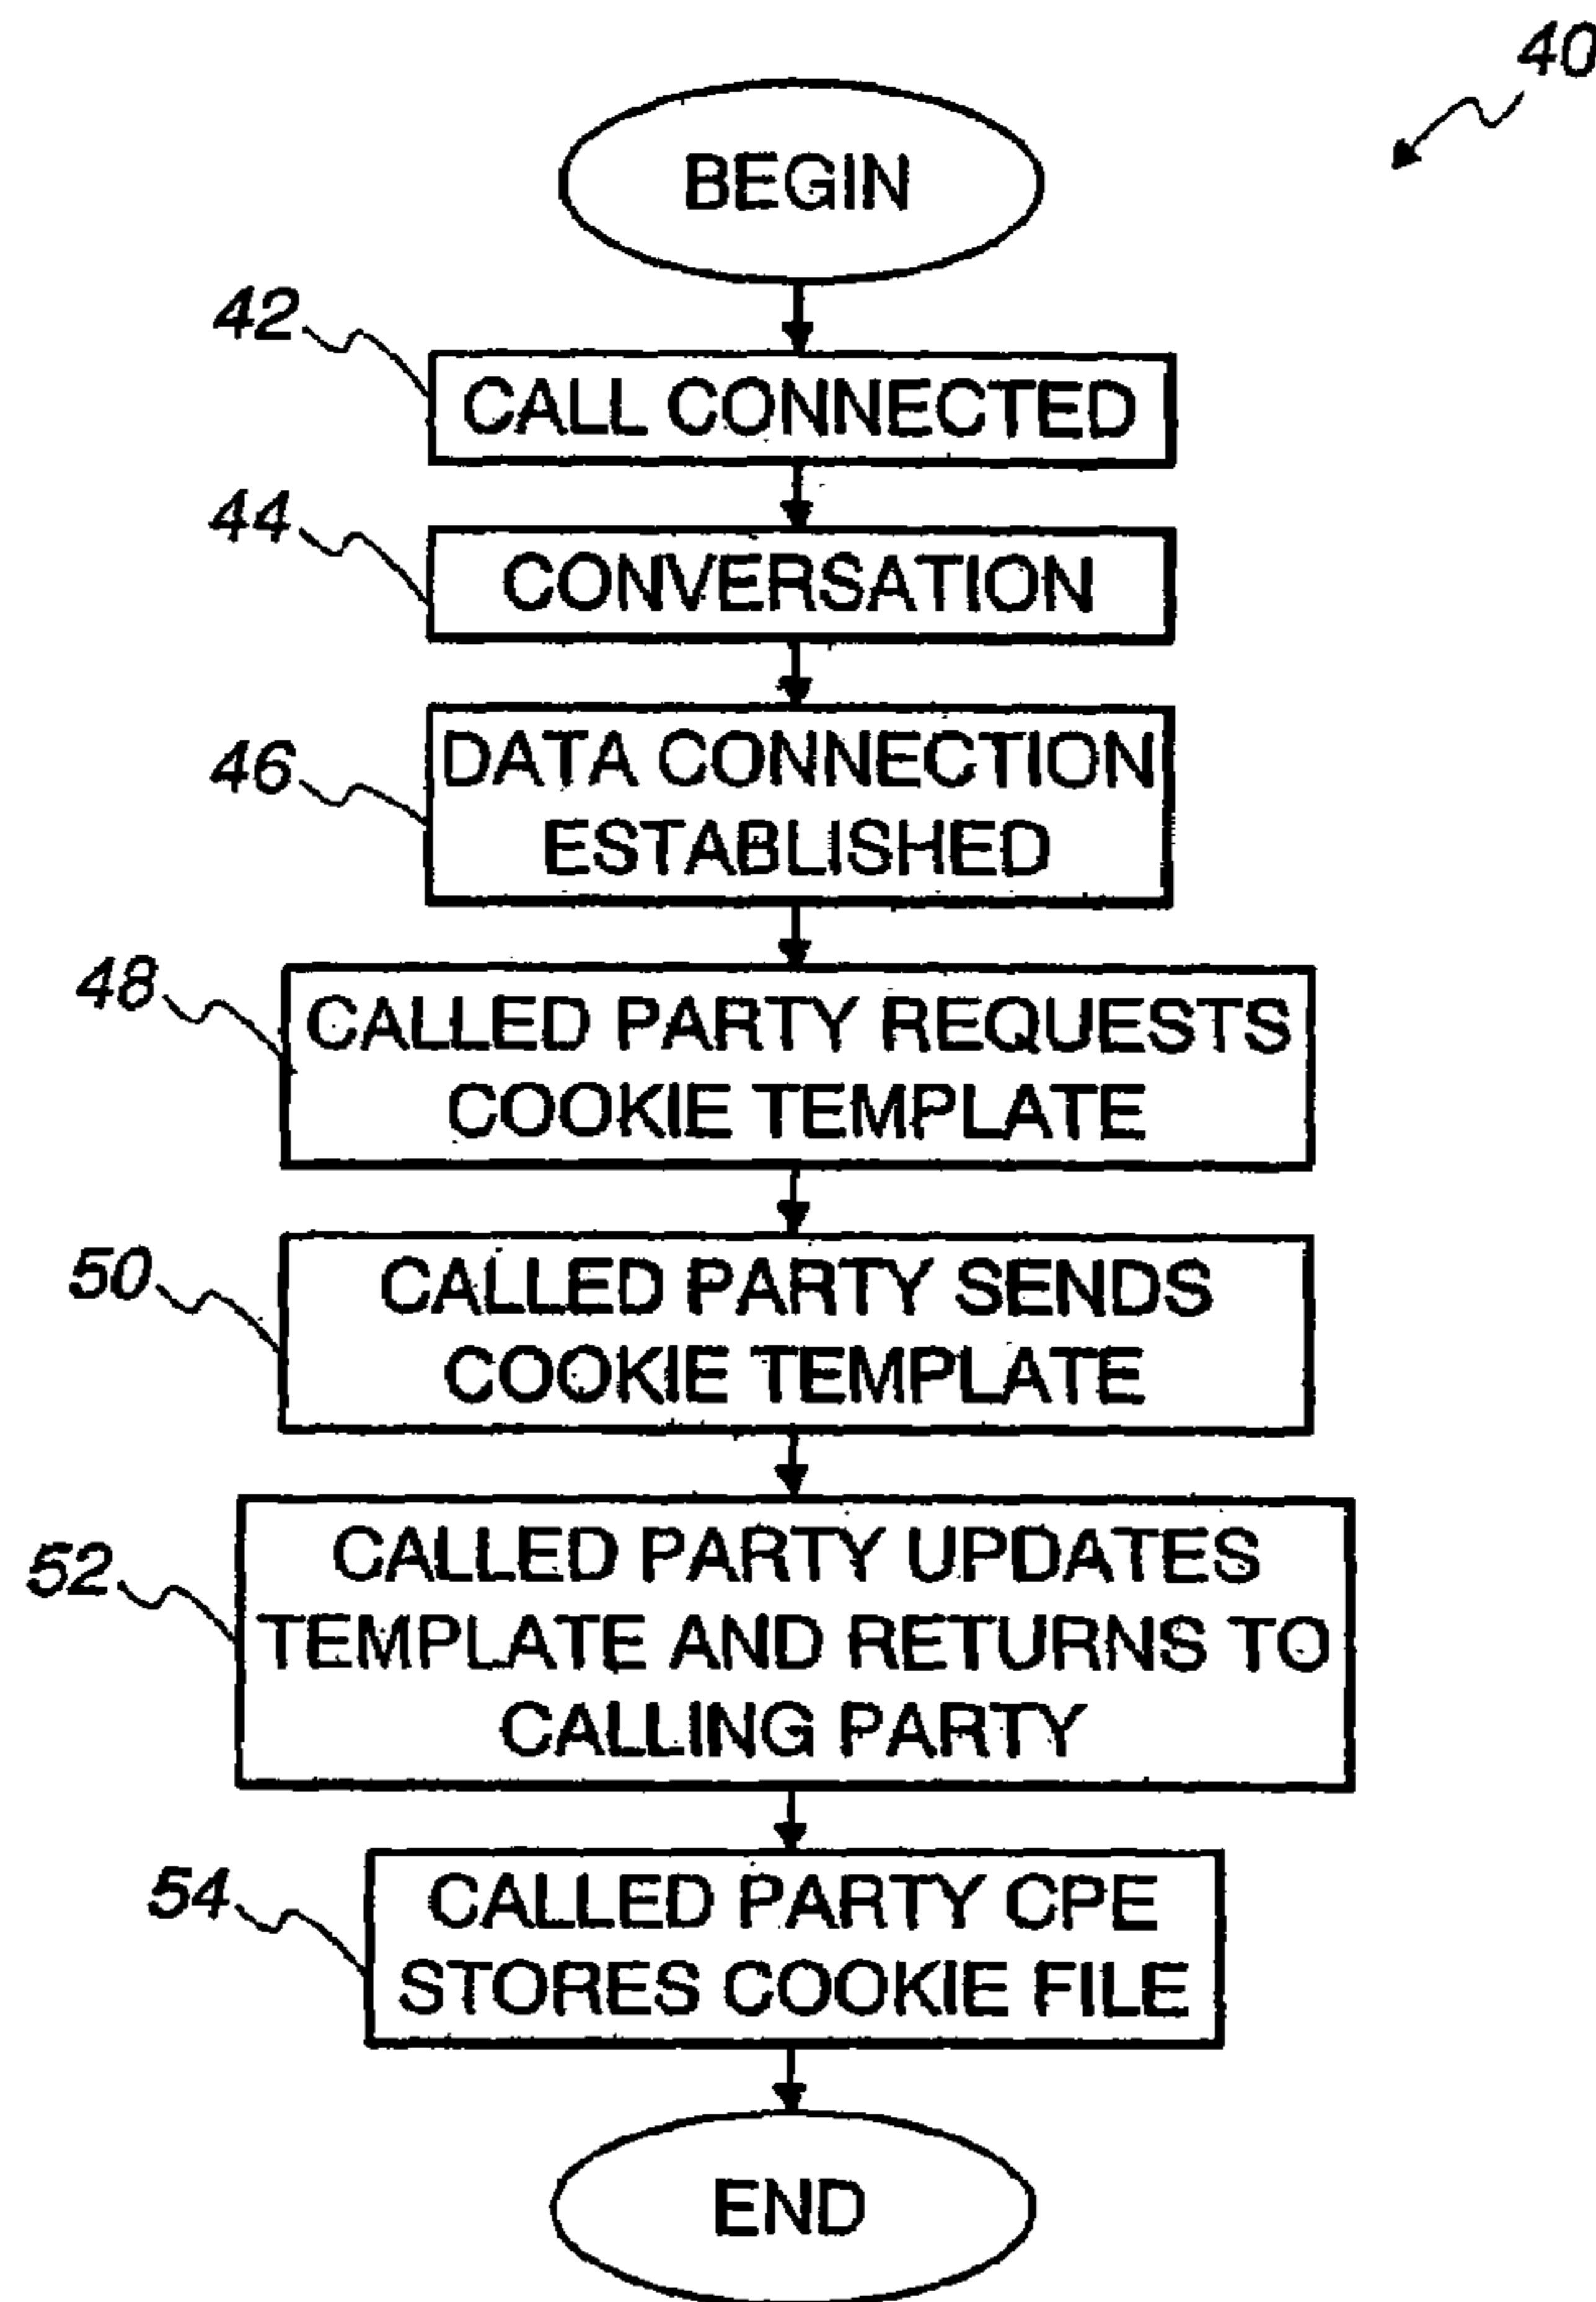 40
BEGIN
42
CALL CONNECTED
44
CONVERSATION
46
DATA CONNECTION
ESTABLISHED
48
CALLED PARTY REQUESTS
COOKIE TEMPLATE
50
CALLED PARTY SENDS
COOKIE TEMPLATE
52
CALLED PARTY UPDATES
TEMPLATE AND RETURNS TO
CALLING PARTY
54
CALLED PARTY CPE
STORES COOKIE FILE
END